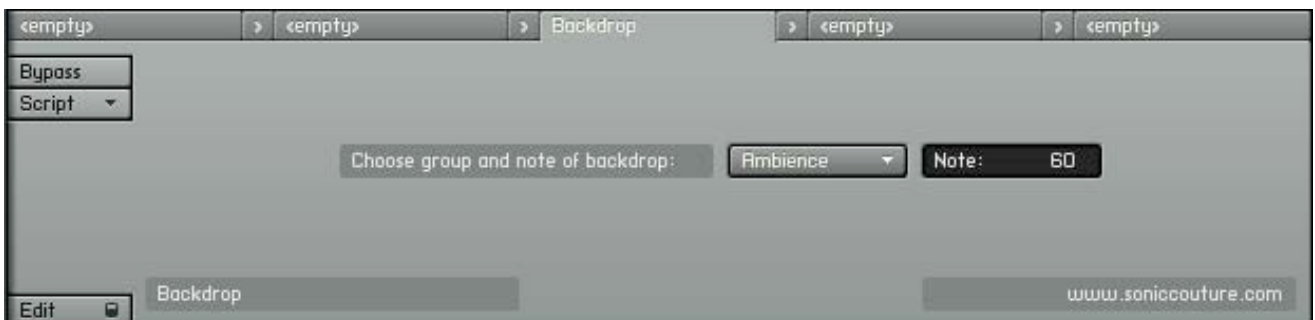 <empty> > <empty> > Backdrop > <empty> > <empty>
Bypass
Script
Choose group and note of backdrop: Ambience Note: 60
Backdrop www.soniccouture.com
Edit